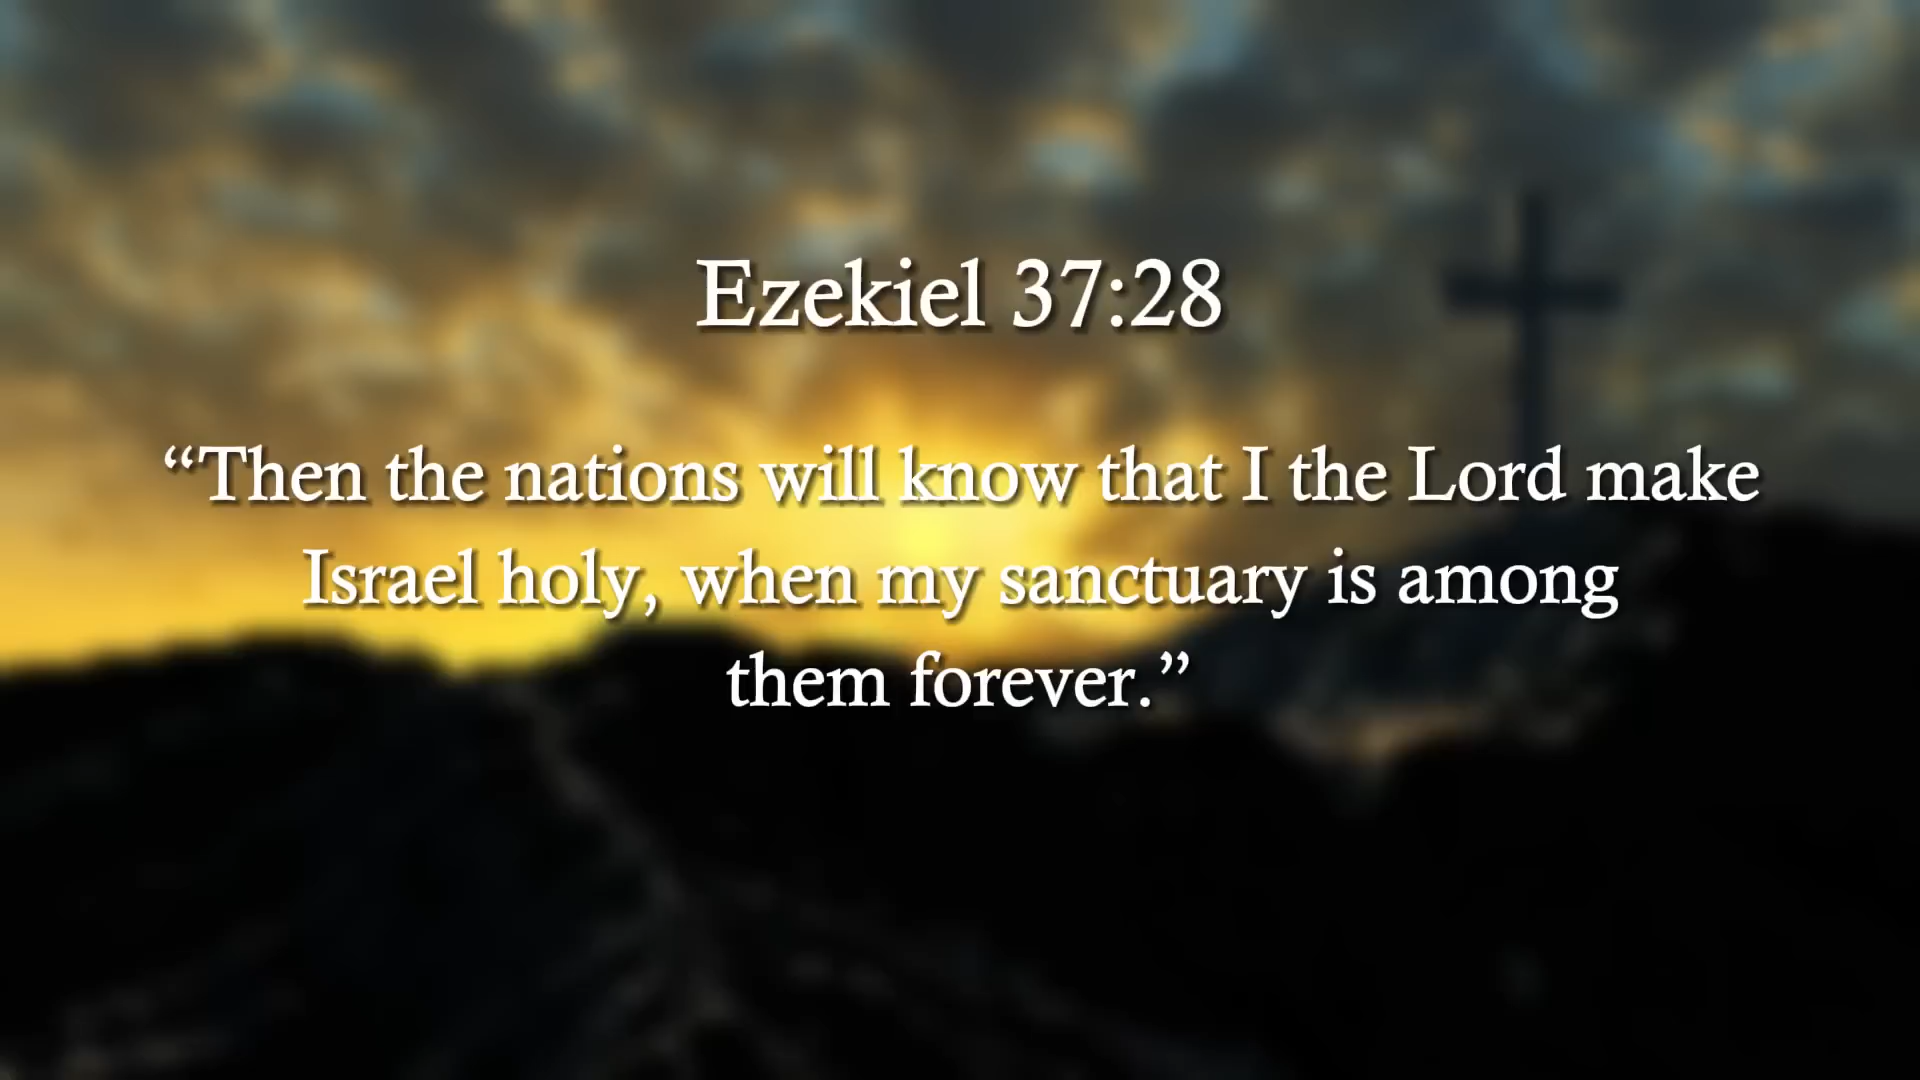 Ezekiel 37:28
“Then the nations will know that I the Lord make
Israel holy, when my sanctuary is among
them forever.”